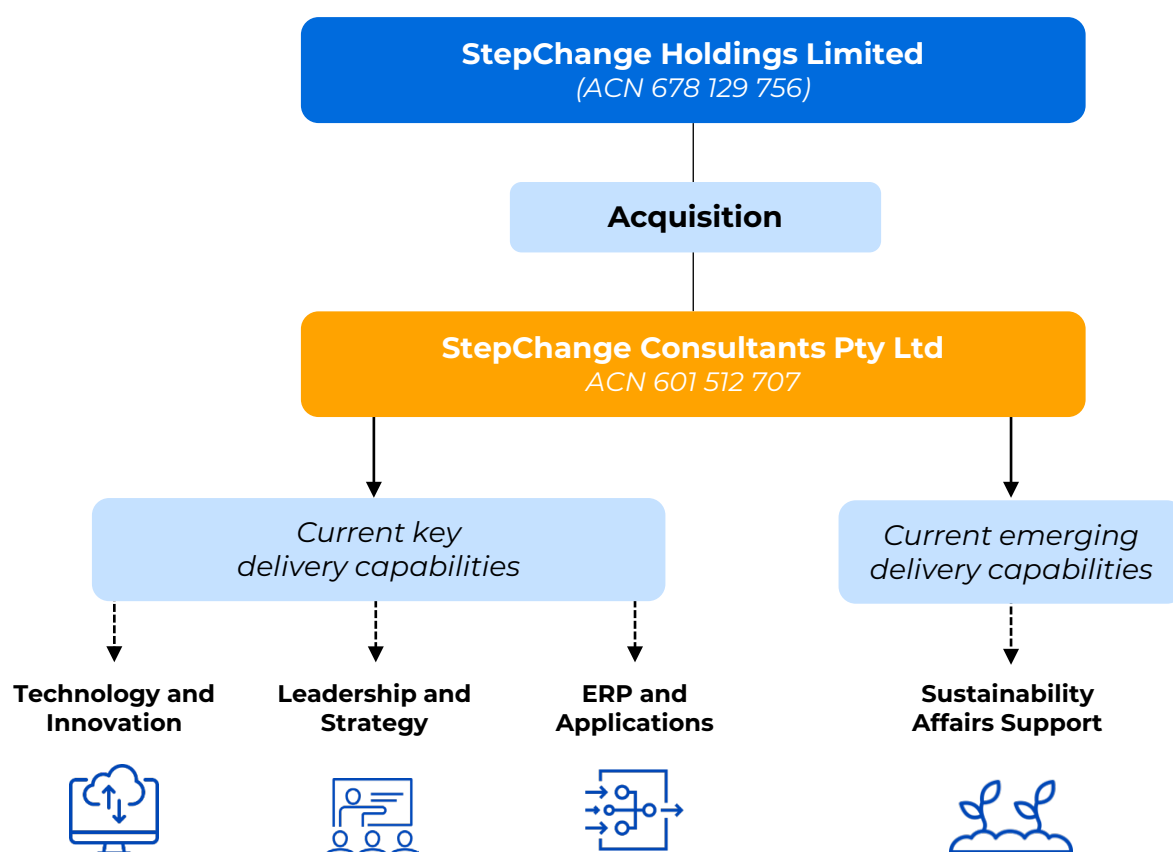 StepChange Holdings Limited
(ACN 678 129 756)
Acquisition
StepChange Consultants Pty Ltd
ACN 601 512 707
Current key
delivery capabilities
Current emerging
delivery capabilities
Technology and
Innovation
Leadership and
Strategy
ERP and
Applications
Sustainability
Affairs Support